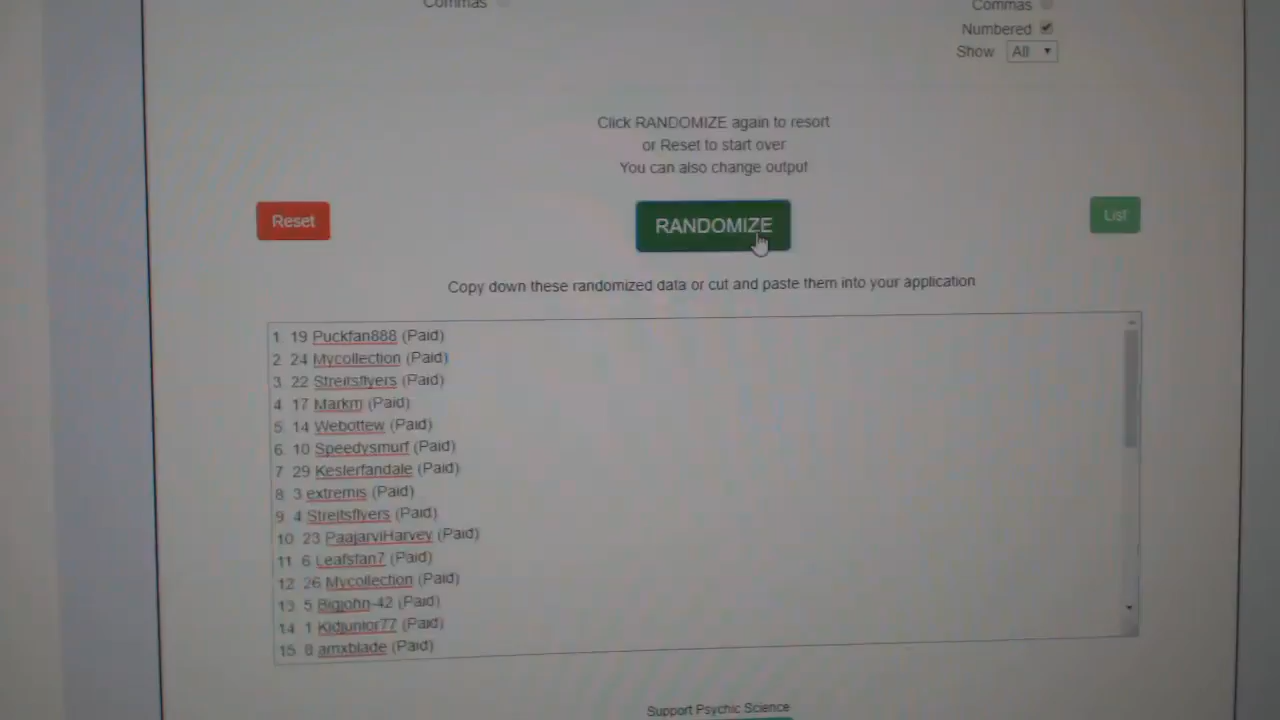 Commas
Commas
Numbered
Show All
Click RANDOMIZE again to resort
or Reset to start over
You can also change output
Reset
RANDOMIZE
List
Copy down these randomized data or cut and paste them into your application
1 19 Puckfan888 (Paid)
2 24 Mycollection (Paid)
3 22 Streitsflyers (Paid)
4 17 Markm (Paid)
5 14 Webottew (Paid)
6 10 Speedysmurf (Paid)
7 29 Keslerfandale (Paid)
8 3 extremis (Paid)
9 4 Streitsflyers (Paid)
10 23 PaajarviHarvey (Paid)
11 6 Leafsfan7 (Paid)
12 26 Mycollection (Paid)
13 5 Bigjohn-42 (Paid)
14 1 Kidjunior77 (Paid)
15 8 amxblade (Paid)
Support Psychic Science